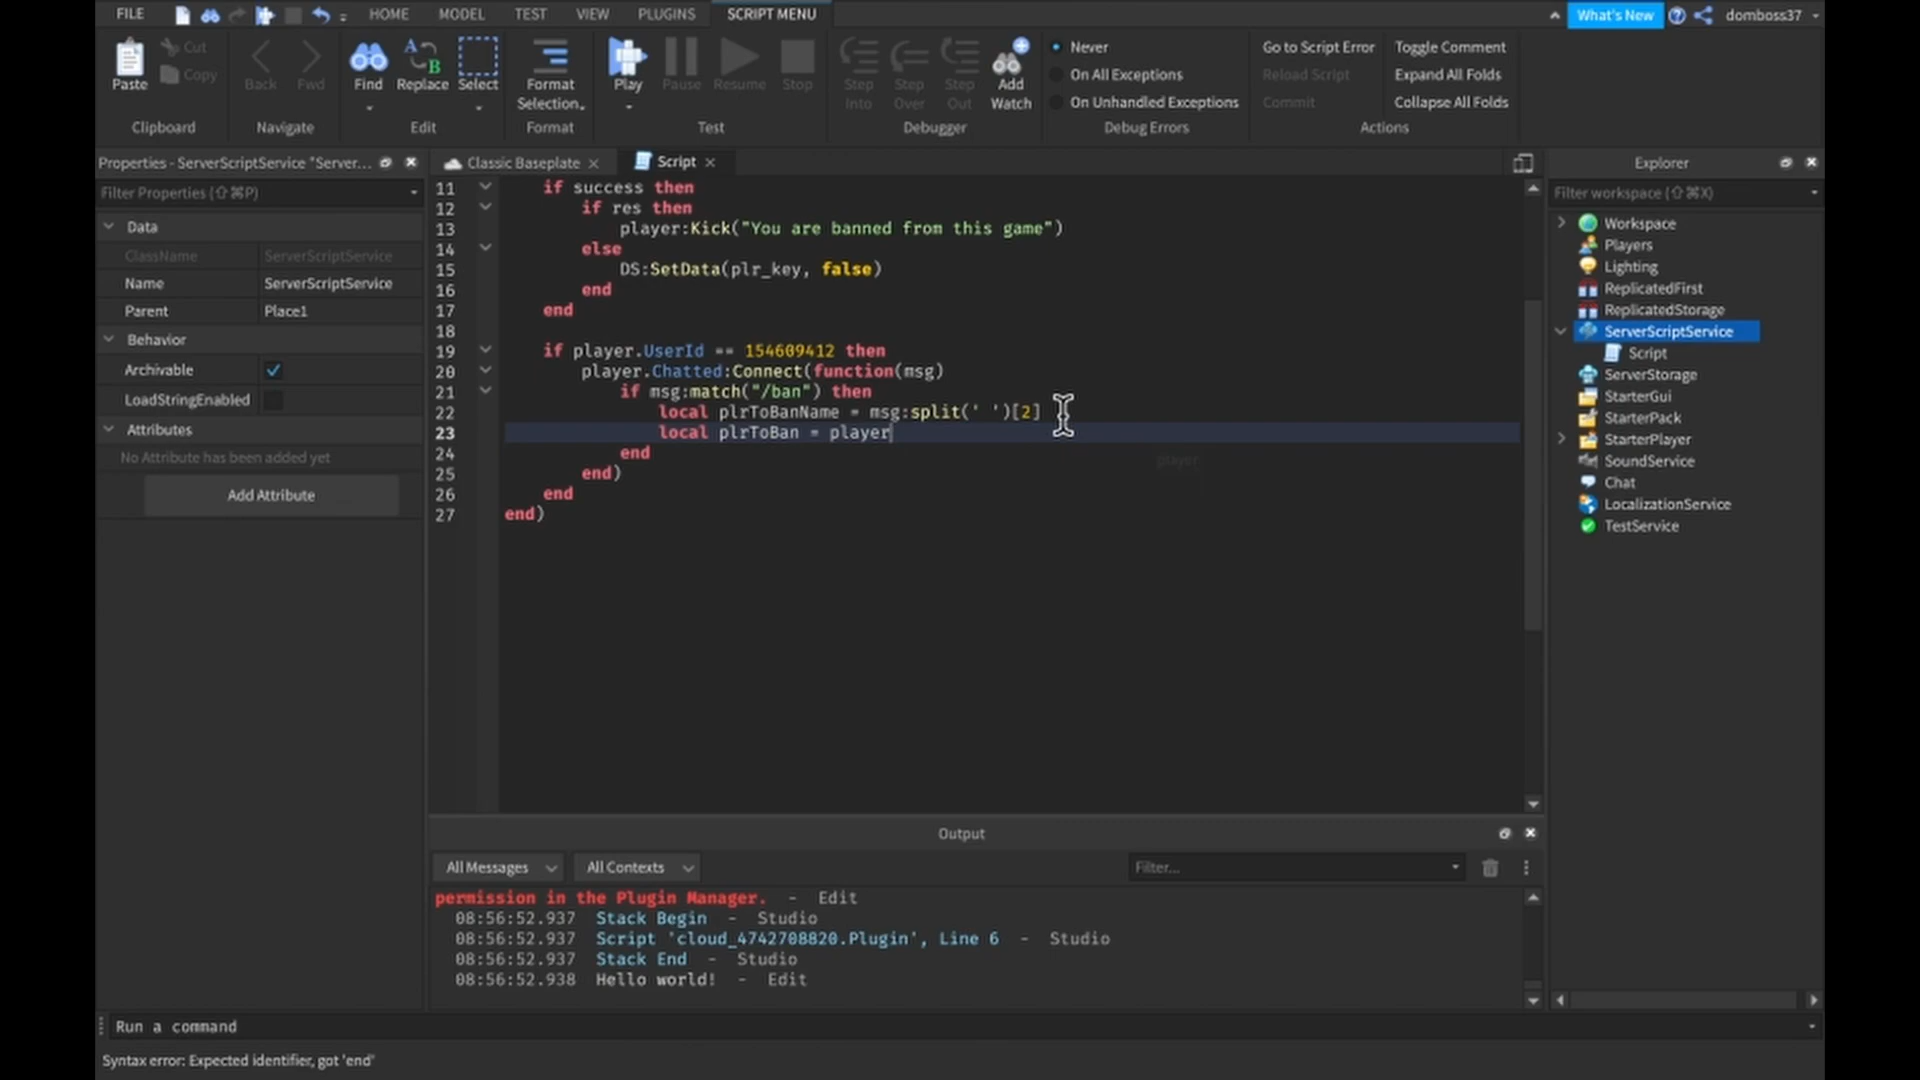 FILE
HOME
MODEL
TEST
VIEW
PLUGINS
SCRIPT MENU
What's New
domboss37
Paste
Cut
Copy
Clipboard
Back
Fwd
Navigate
Find
Replace
Select
Edit
Format
Selection
Format
Play
Pause
Resume
Stop
Test
Step
Into
Step
Over
Step
Out
Add
Watch
Debugger
Never
On All Exceptions
On Unhandled Exceptions
Debug Errors
Go to Script Error
Reload Script
Commit
Toggle Comment
Expand All Folds
Collapse All Folds
Actions
Properties - ServerScriptService "Server...
Filter Properties (⇧⌘P)
Data
ClassName ServerScriptService
Name ServerScriptService
Parent Place1
Behavior
Archivable
LoadStringEnabled
Attributes
No Attribute has been added yet
Add Attribute
Classic Baseplate
Script
11 if success then
12 if res then
13 player:Kick("You are banned from this game")
14 else
15 DS:SetData(plr_key, false)
16 end
17 end
18
19 if player.UserId == 154609412 then
20 player.Chatted:Connect(function(msg)
21 if msg:match("/ban") then
22 local plrToBanName = msg:split(' ')[2]
23 local plrToBan = player
24 end
25 end)
26 end
27 end)
player
Explorer
Filter workspace (⇧⌘X)
Workspace
Players
Lighting
ReplicatedFirst
ReplicatedStorage
ServerScriptService
Script
ServerStorage
StarterGui
StarterPack
StarterPlayer
SoundService
Chat
LocalizationService
TestService
Output
All Messages
All Contexts
Filter...
permission in the Plugin Manager. - Edit
08:56:52.937 Stack Begin - Studio
08:56:52.937 Script 'cloud_4742708820.Plugin', Line 6 - Studio
08:56:52.937 Stack End - Studio
08:56:52.938 Hello world! - Edit
Run a command
Syntax error: Expected identifier, got 'end'